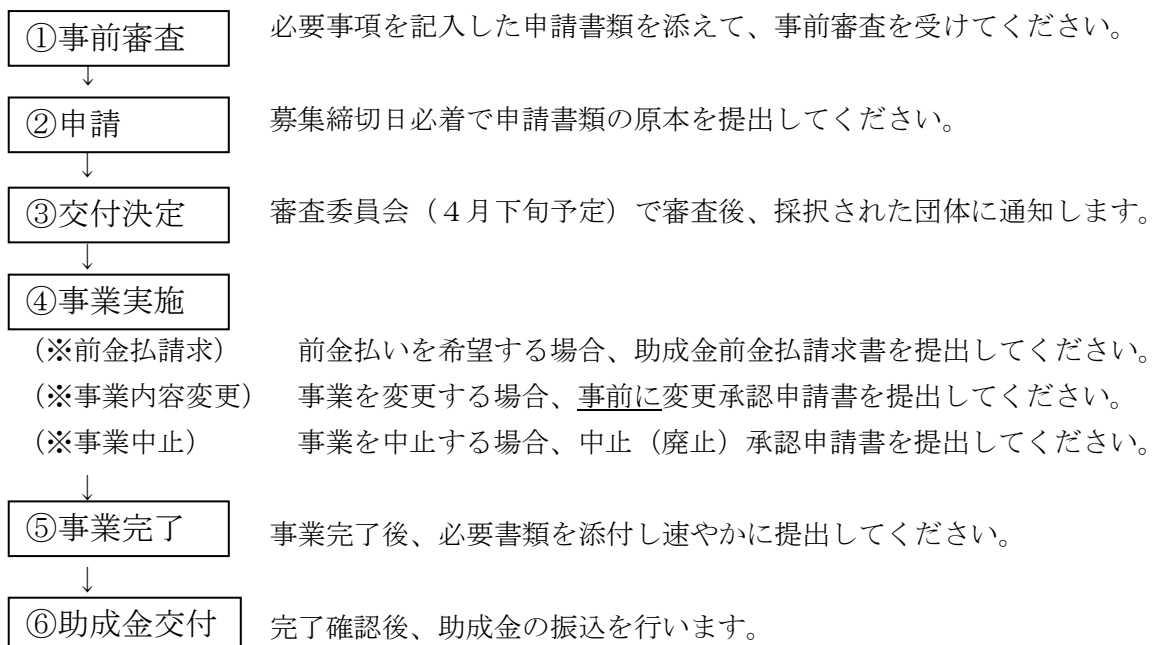 ①事前審査 必要事項を記入した申請書類を添えて、事前審査を受けてください。
↓
②申請 募集締切日必着で申請書類の原本を提出してください。
↓
③交付決定 審査委員会（４月下旬予定）で審査後、採択された団体に通知します。
↓
④事業実施
（※前金払請求） 前金払いを希望する場合、助成金前金払請求書を提出してください。
（※事業内容変更） 事業を変更する場合、事前に変更承認申請書を提出してください。
（※事業中止） 事業を中止する場合、中止（廃止）承認申請書を提出してください。
↓
⑤事業完了 事業完了後、必要書類を添付し速やかに提出してください。
↓
⑥助成金交付 完了確認後、助成金の振込を行います。